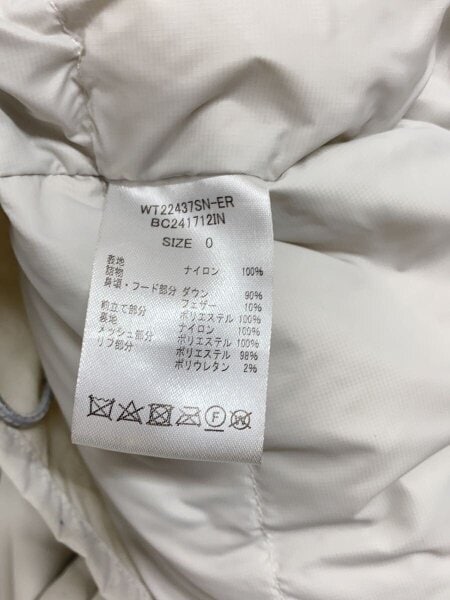 WT22437SN-ER
BC241712IN
SIZE 0
表地 ナイロン 100%
詰物
身頃・フード部分 ダウン 90%
フェザー 10%
前立て部分 ポリエステル 100%
裏地 ナイロン 100%
メッシュ部分 ポリエステル 100%
リブ部分 ポリエステル 98%
ポリウレタン 2%
F W